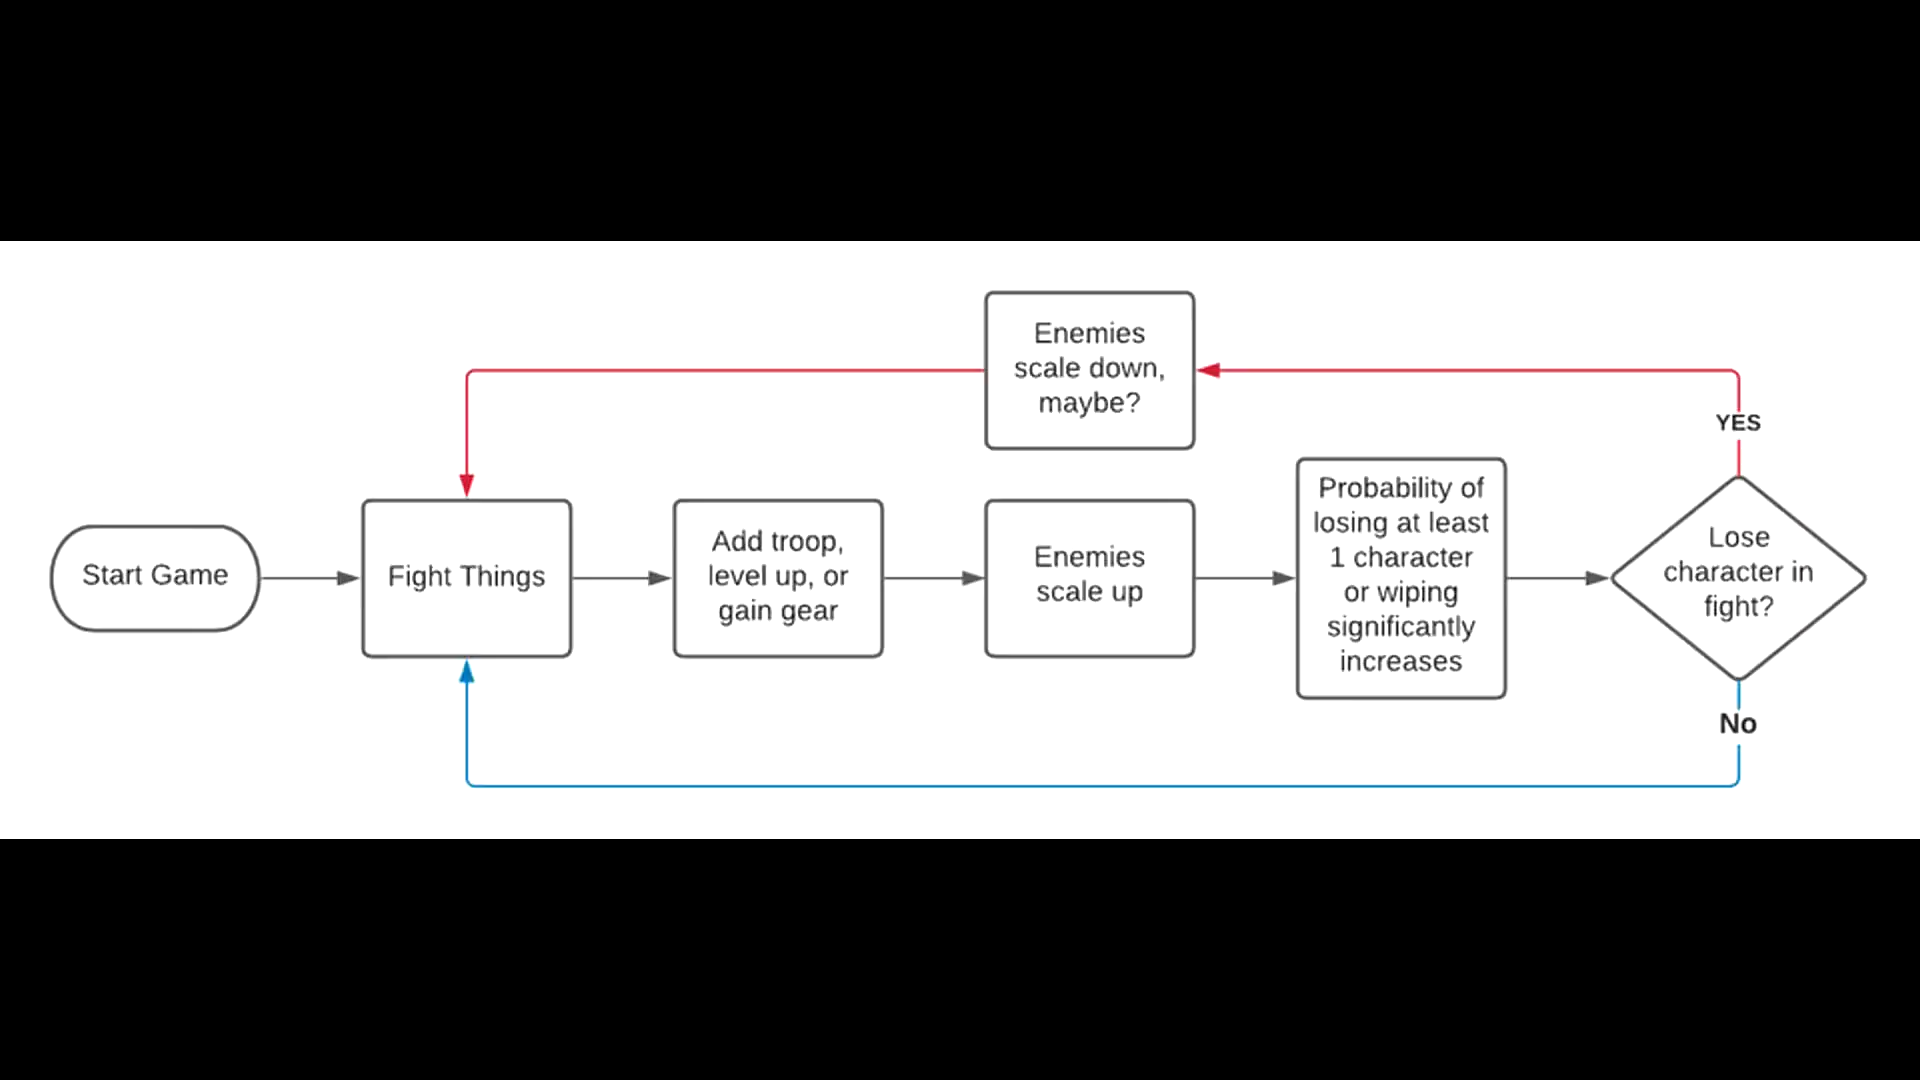 Enemies
scale down,
maybe?
YES
Start Game
Fight Things
Add troop,
level up, or
gain gear
Enemies
scale up
Probability of
losing at least
1 character
or wiping
significantly
increases
Lose
character in
fight?
No